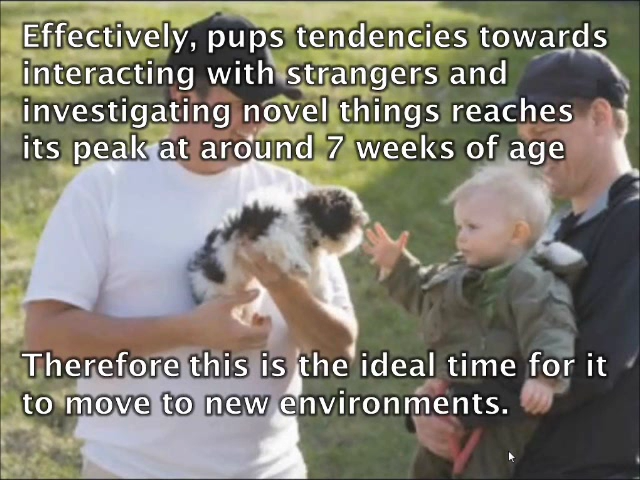 Effectively, pups tendencies towards
interacting with strangers and
investigating novel things reaches
its peak at around 7 weeks of age
Therefore this is the ideal time for it
to move to new environments.